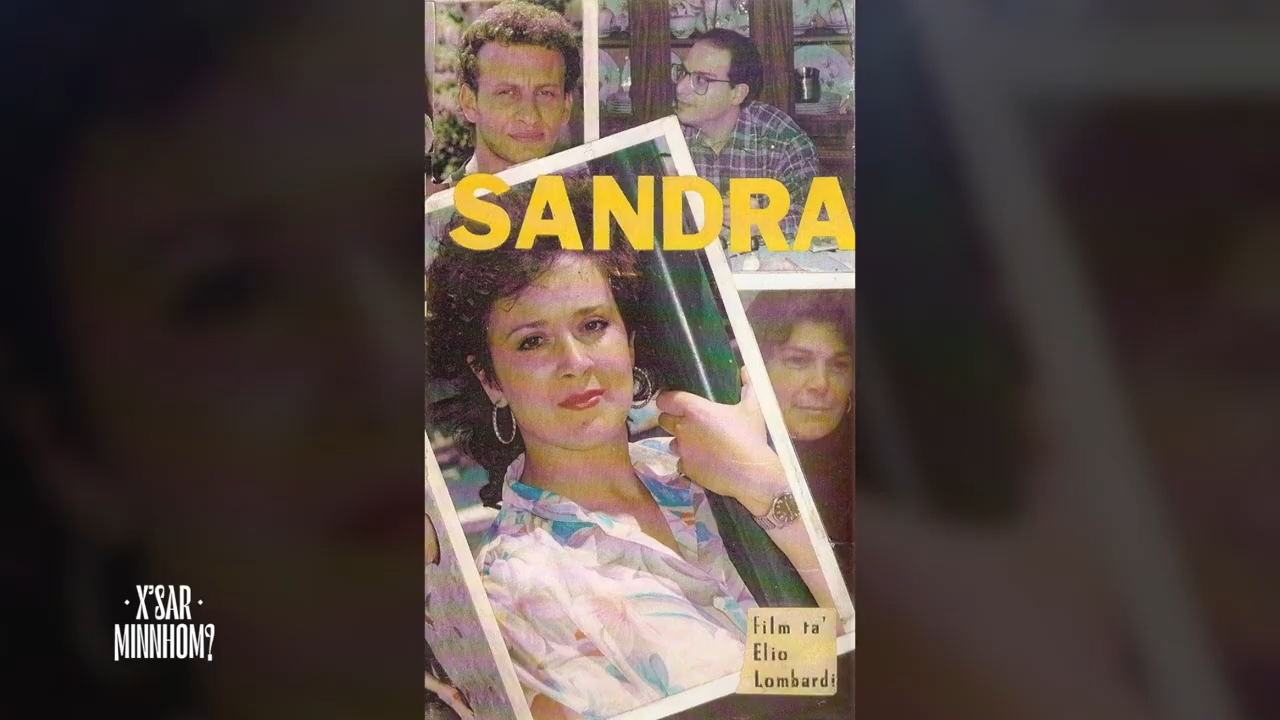 SANDRA
Film ta'
Elio
Lombardi
· X'SAR ·
MINNHOM?